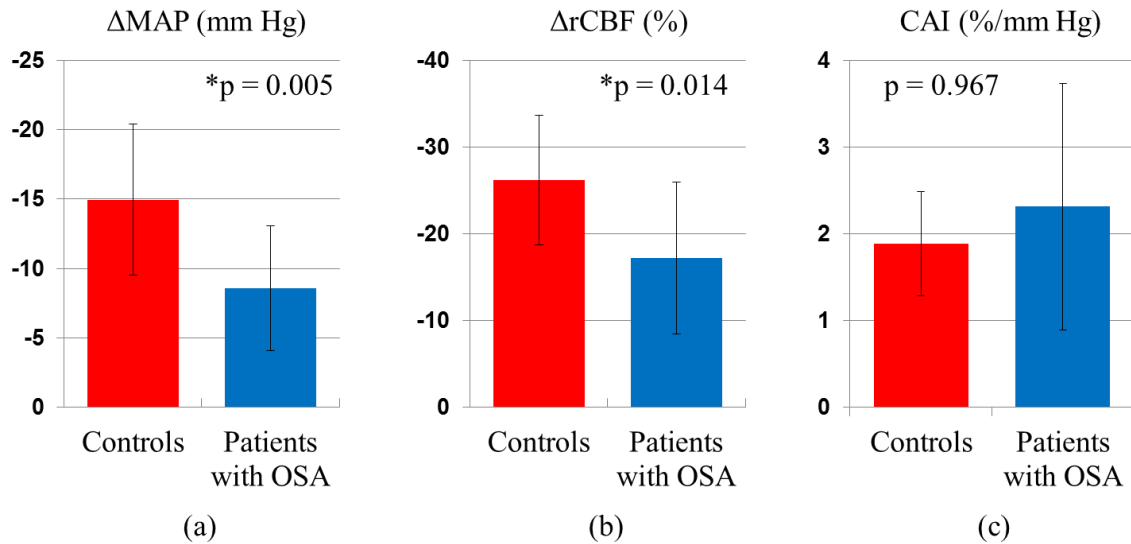 ΔMAP (mm Hg)
-25
-20
-15
-10
-5
0
*p = 0.005
Controls
Patients
with OSA
(a)
ΔrCBF (%)
-40
-30
-20
-10
0
*p = 0.014
Controls
Patients
with OSA
(b)
CAI (%/mm Hg)
4
3
2
1
0
p = 0.967
Controls
Patients
with OSA
(c)